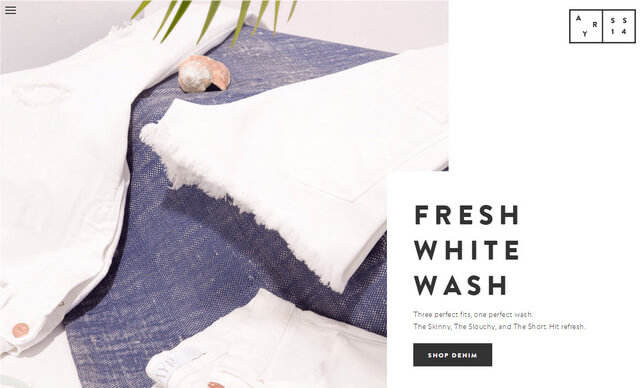 A R Y
SS
14
FRESH
WHITE
WASH
Three perfect fits, one perfect wash.
The Skinny, The Slouchy, and The Short. Hit refresh.
SHOP DENIM